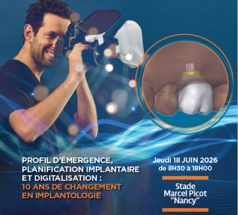 PROFIL D'ÉMERGENCE,
PLANIFICATION IMPLANTAIRE
ET DIGITALISATION :
10 ANS DE CHANGEMENT
EN IMPLANTOLOGIE
Jeudi 18 JUIN 2026
de 8H30 à 18H00
Stade
Marcel Picot
"Nancy"